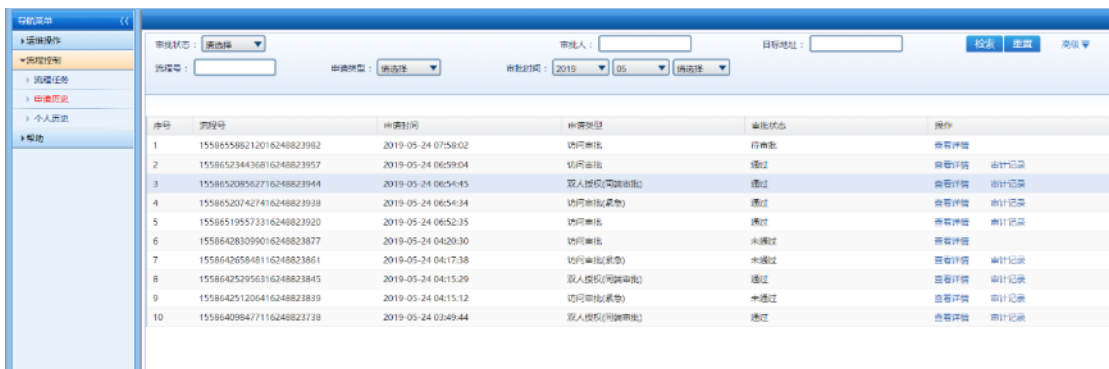 导航菜单
运维操作
流程控制
流程任务
申请历史
个人历史
帮助
审批状态： 请选择 审批人： 目标地址： 检索 重置 高级
流程号： 申请类型： 请选择 审批时间： 2019 05 请选择
序号 流程号 申请时间 申请类型 审批状态 操作
1 155865588212016248823982 2019-05-24 07:58:02 访问审批 待审批 查看详情
2 155865234436816248823957 2019-05-24 06:59:04 访问审批 通过 查看详情 审计记录
3 155865208562716248823944 2019-05-24 06:54:45 双人授权(同端审批) 通过 查看详情 审计记录
4 155865207427416248823938 2019-05-24 06:54:34 访问审批(紧急) 通过 查看详情 审计记录
5 155865195573316248823920 2019-05-24 06:52:35 访问审批 通过 查看详情 审计记录
6 155864283099016248823877 2019-05-24 04:20:30 访问审批 未通过 查看详情
7 155864265848116248823861 2019-05-24 04:17:38 访问审批(紧急) 未通过 查看详情 审计记录
8 155864252956316248823845 2019-05-24 04:15:29 双人授权(同端审批) 通过 查看详情 审计记录
9 155864251206416248823839 2019-05-24 04:15:12 访问审批(紧急) 未通过 查看详情 审计记录
10 155864098477116248823738 2019-05-24 03:49:44 双人授权(同端审批) 通过 查看详情 审计记录